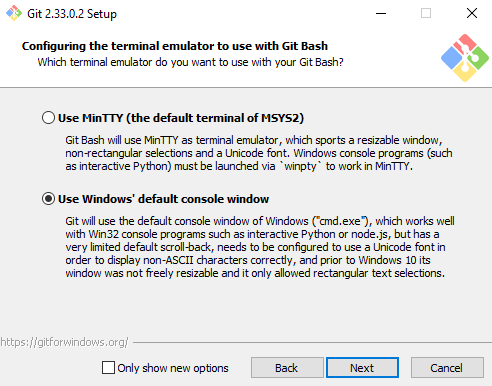 Git 2.33.0.2 Setup
Configuring the terminal emulator to use with Git Bash
Which terminal emulator do you want to use with your Git Bash?
Use MinTTY (the default terminal of MSYS2)
Git Bash will use MinTTY as terminal emulator, which sports a resizable window,
non-rectangular selections and a Unicode font. Windows console programs (such
as interactive Python) must be launched via `winpty` to work in MinTTY.
Use Windows' default console window
Git will use the default console window of Windows ("cmd.exe"), which works well
with Win32 console programs such as interactive Python or node.js, but has a
very limited default scroll-back, needs to be configured to use a Unicode font in
order to display non-ASCII characters correctly, and prior to Windows 10 its
window was not freely resizable and it only allowed rectangular text selections.
https://gitforwindows.org/
Only show new options
Back
Next
Cancel